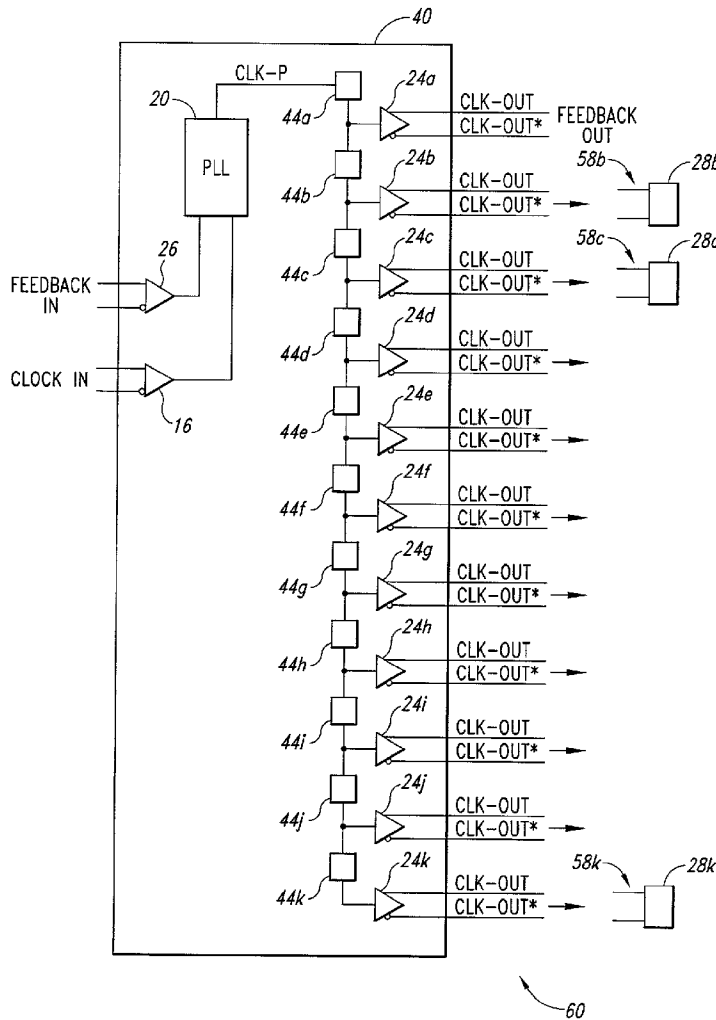 40
CLK-P
20
PLL
44a
24a
CLK-OUT
CLK-OUT*
FEEDBACK
OUT
44b
24b
CLK-OUT
CLK-OUT*
58b
28b
44c
24c
CLK-OUT
CLK-OUT*
58c
28c
26
FEEDBACK
IN
44d
24d
CLK-OUT
CLK-OUT*
CLOCK IN
16
44e
24e
CLK-OUT
CLK-OUT*
44f
24f
CLK-OUT
CLK-OUT*
44g
24g
CLK-OUT
CLK-OUT*
44h
24h
CLK-OUT
CLK-OUT*
44i
24i
CLK-OUT
CLK-OUT*
44j
24j
CLK-OUT
CLK-OUT*
44k
24k
CLK-OUT
CLK-OUT*
58k
28k
60